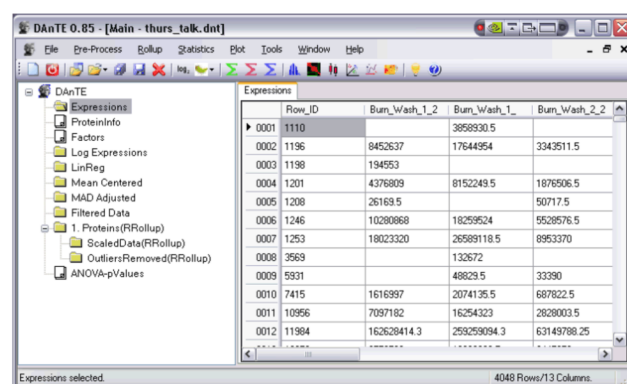 DAnTE 0.85 - [Main - thurs_talk.dnt]
File Pre-Process Rollup Statistics Plot Tools Window Help
DAnTE
Expressions
ProteinInfo
Factors
Log Expressions
LinReg
Mean Centered
MAD Adjusted
Filtered Data
1. Proteins(RRollup)
ScaledData(RRollup)
OutliersRemoved(RRollup)
ANOVA-pValues
Expressions
Row_ID Burn_Wash_1_2 Burn_Wash_1_ Burn_Wash_2_2
0001 1110 3858930.5
0002 1196 8452637 17644954 3343511.5
0003 1198 194553
0004 1201 4376809 8152249.5 1876506.5
0005 1208 26169.5 50717.5
0006 1246 10280868 18259524 5528576.5
0007 1253 18023320 26589118.5 8953370
0008 3569 132672
0009 5931 48829.5 33390
0010 7415 1616997 2074135.5 687822.5
0011 10956 7097182 16254323 2828003.5
0012 11984 162628414.3 259259094.3 63149788.25
Expressions selected. 4048 Rows/13 Columns.